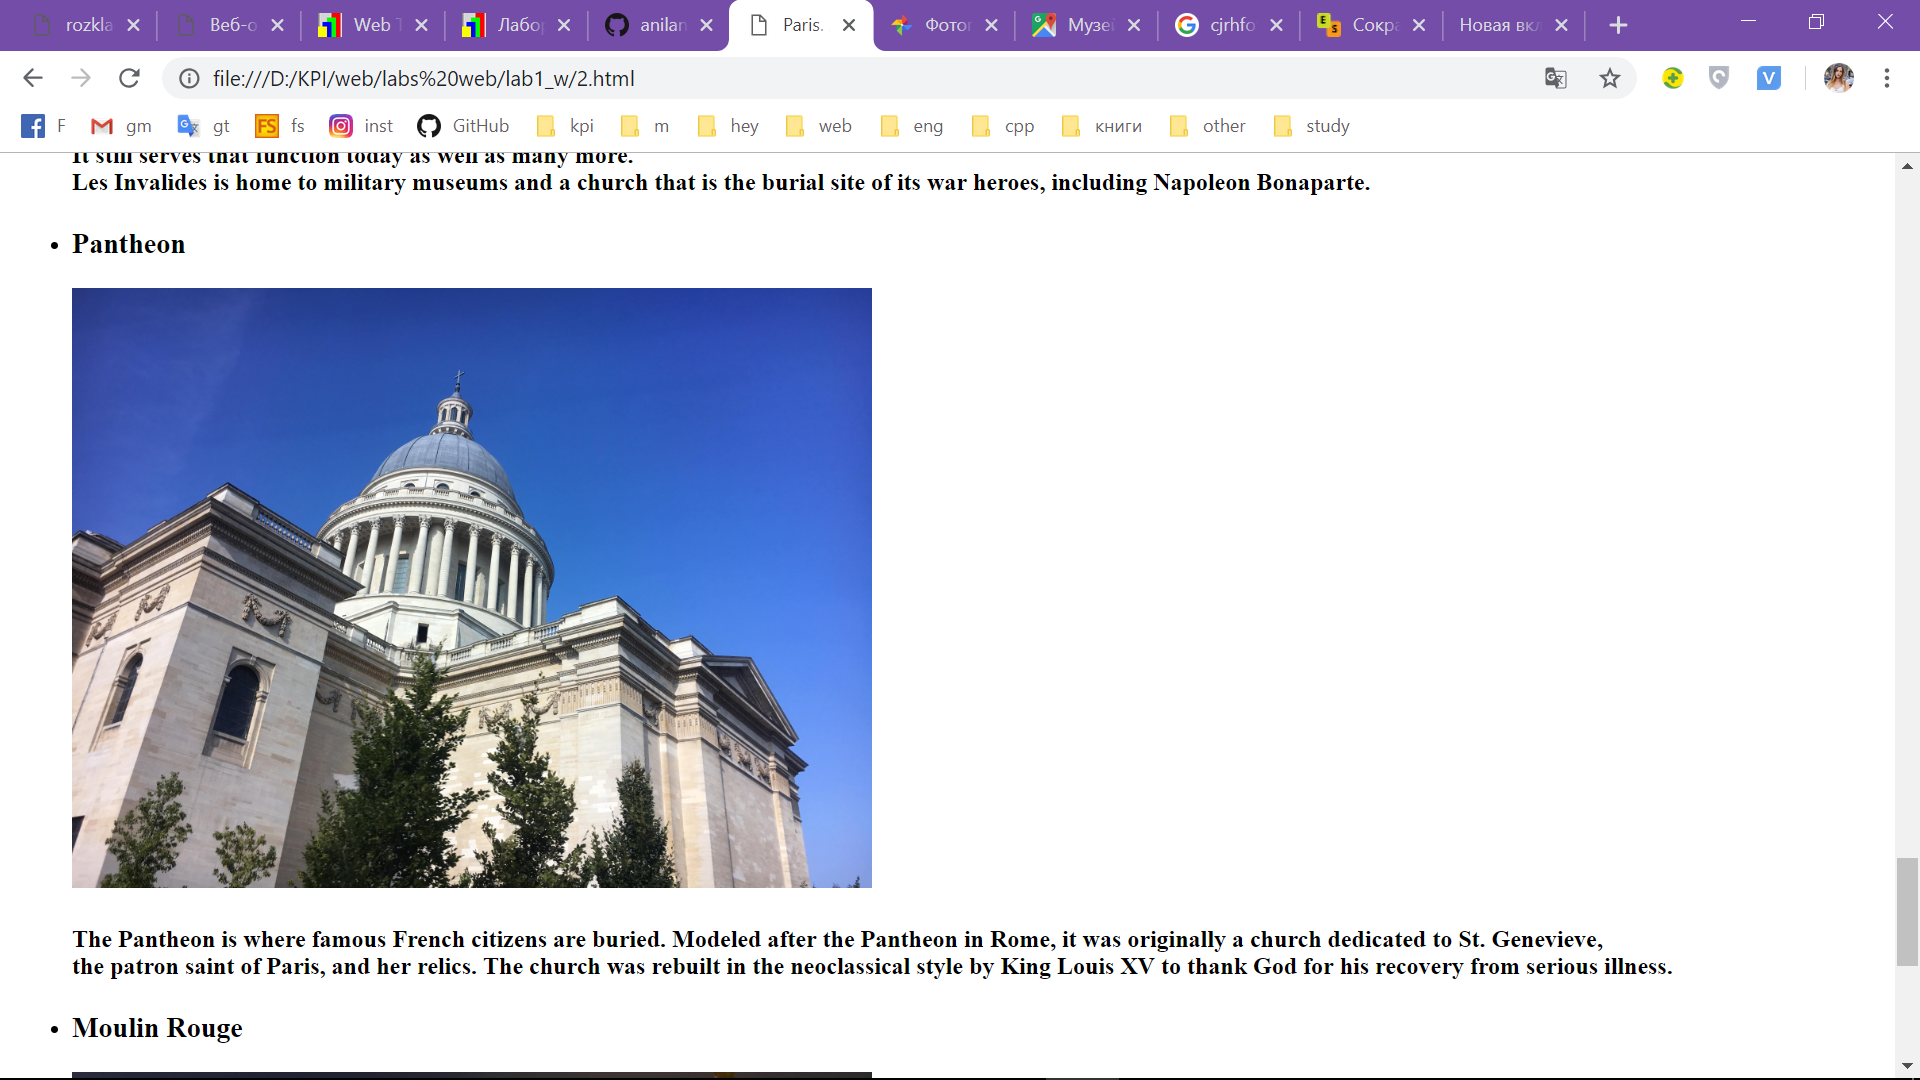 rozkla
Веб-о
Web T
Лабор
anilan
Paris.
Фотог
Музей
cjrhfo
Сокра
Новая вкл
file:///D:/KPI/web/labs%20web/lab1_w/2.html
F gm gt fs inst GitHub kpi m hey web eng cpp книги other study
It still serves that function today as well as many more.
Les Invalides is home to military museums and a church that is the burial site of its war heroes, including Napoleon Bonaparte.
• Pantheon
The Pantheon is where famous French citizens are buried. Modeled after the Pantheon in Rome, it was originally a church dedicated to St. Genevieve,
the patron saint of Paris, and her relics. The church was rebuilt in the neoclassical style by King Louis XV to thank God for his recovery from serious illness.
• Moulin Rouge